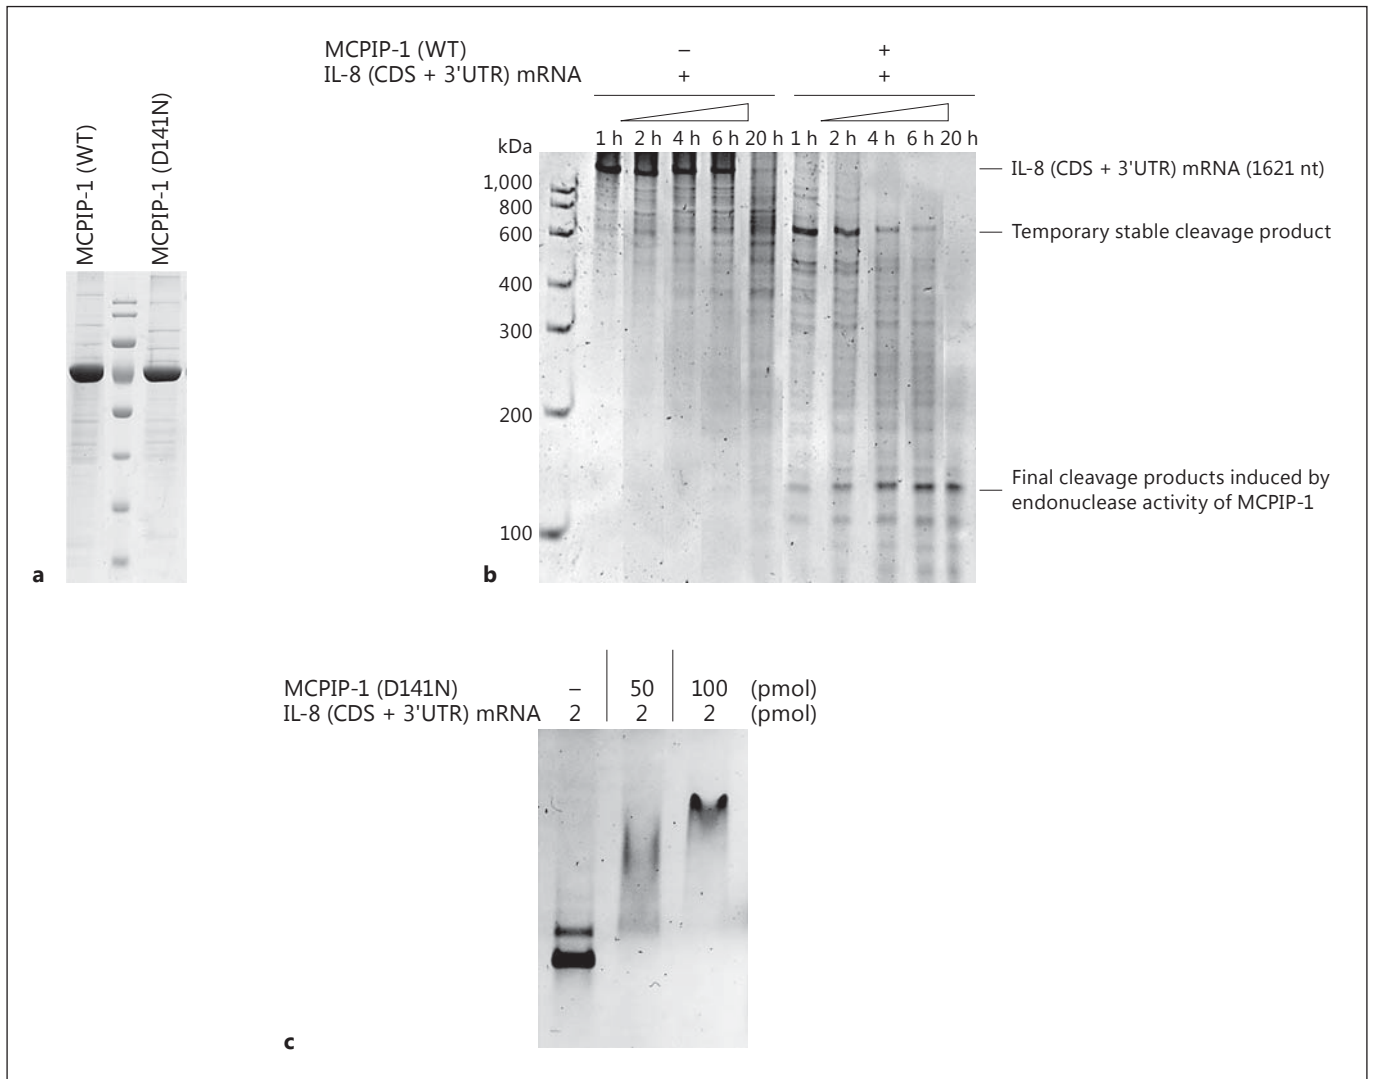 MCPIP-1 (WT)
MCPIP-1 (D141N)
a
MCPIP-1 (WT) – +
IL-8 (CDS + 3'UTR) mRNA + +
kDa 1 h 2 h 4 h 6 h 20 h 1 h 2 h 4 h 6 h 20 h
1,000
800
600
400
300
200
100
IL-8 (CDS + 3'UTR) mRNA (1621 nt)
Temporary stable cleavage product
Final cleavage products induced by
endonuclease activity of MCPIP-1
b
MCPIP-1 (D141N) – 50 100 (pmol)
IL-8 (CDS + 3'UTR) mRNA 2 2 2 (pmol)
c